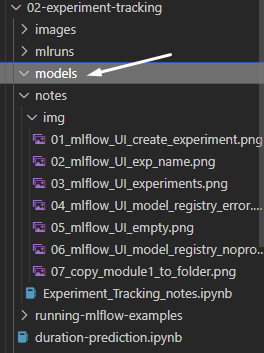 02-experiment-tracking
images
mlruns
models
notes
img
01_mlflow_UI_create_experiment.png
02_mlflow_UI_exp_name.png
03_mlflow_UI_experiments.png
04_mlflow_UI_model_registry_error....
05_mlflow_UI_empty.png
06_mlflow_UI_model_registry_nopro...
07_copy_module1_to_folder.png
Experiment_Tracking_notes.ipynb
running-mlflow-examples
duration-prediction.ipynb